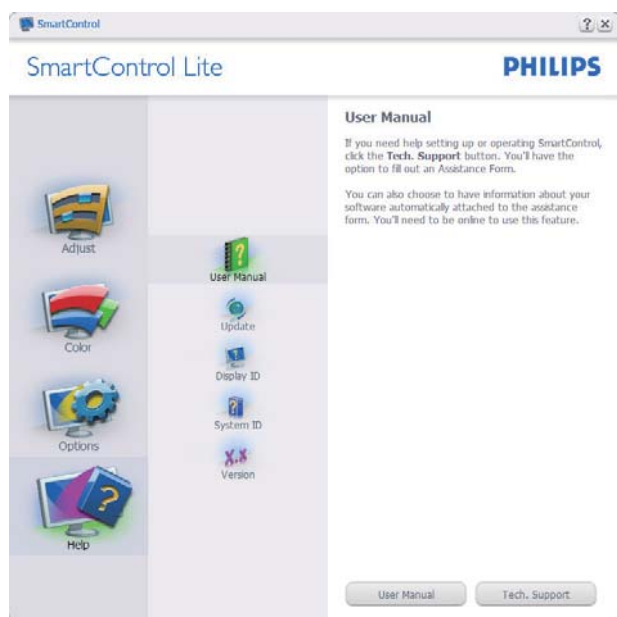 SmartControl
SmartControl Lite
PHILIPS
Adjust
Color
Options
Help
User Manual
Update
Display ID
System ID
X.X
Version
User Manual
If you need help setting up or operating SmartControl,
click the Tech. Support button. You'll have the
option to fill out an Assistance Form.
You can also choose to have information about your
software automatically attached to the assistance
form. You'll need to be online to use this feature.
User Manual
Tech. Support